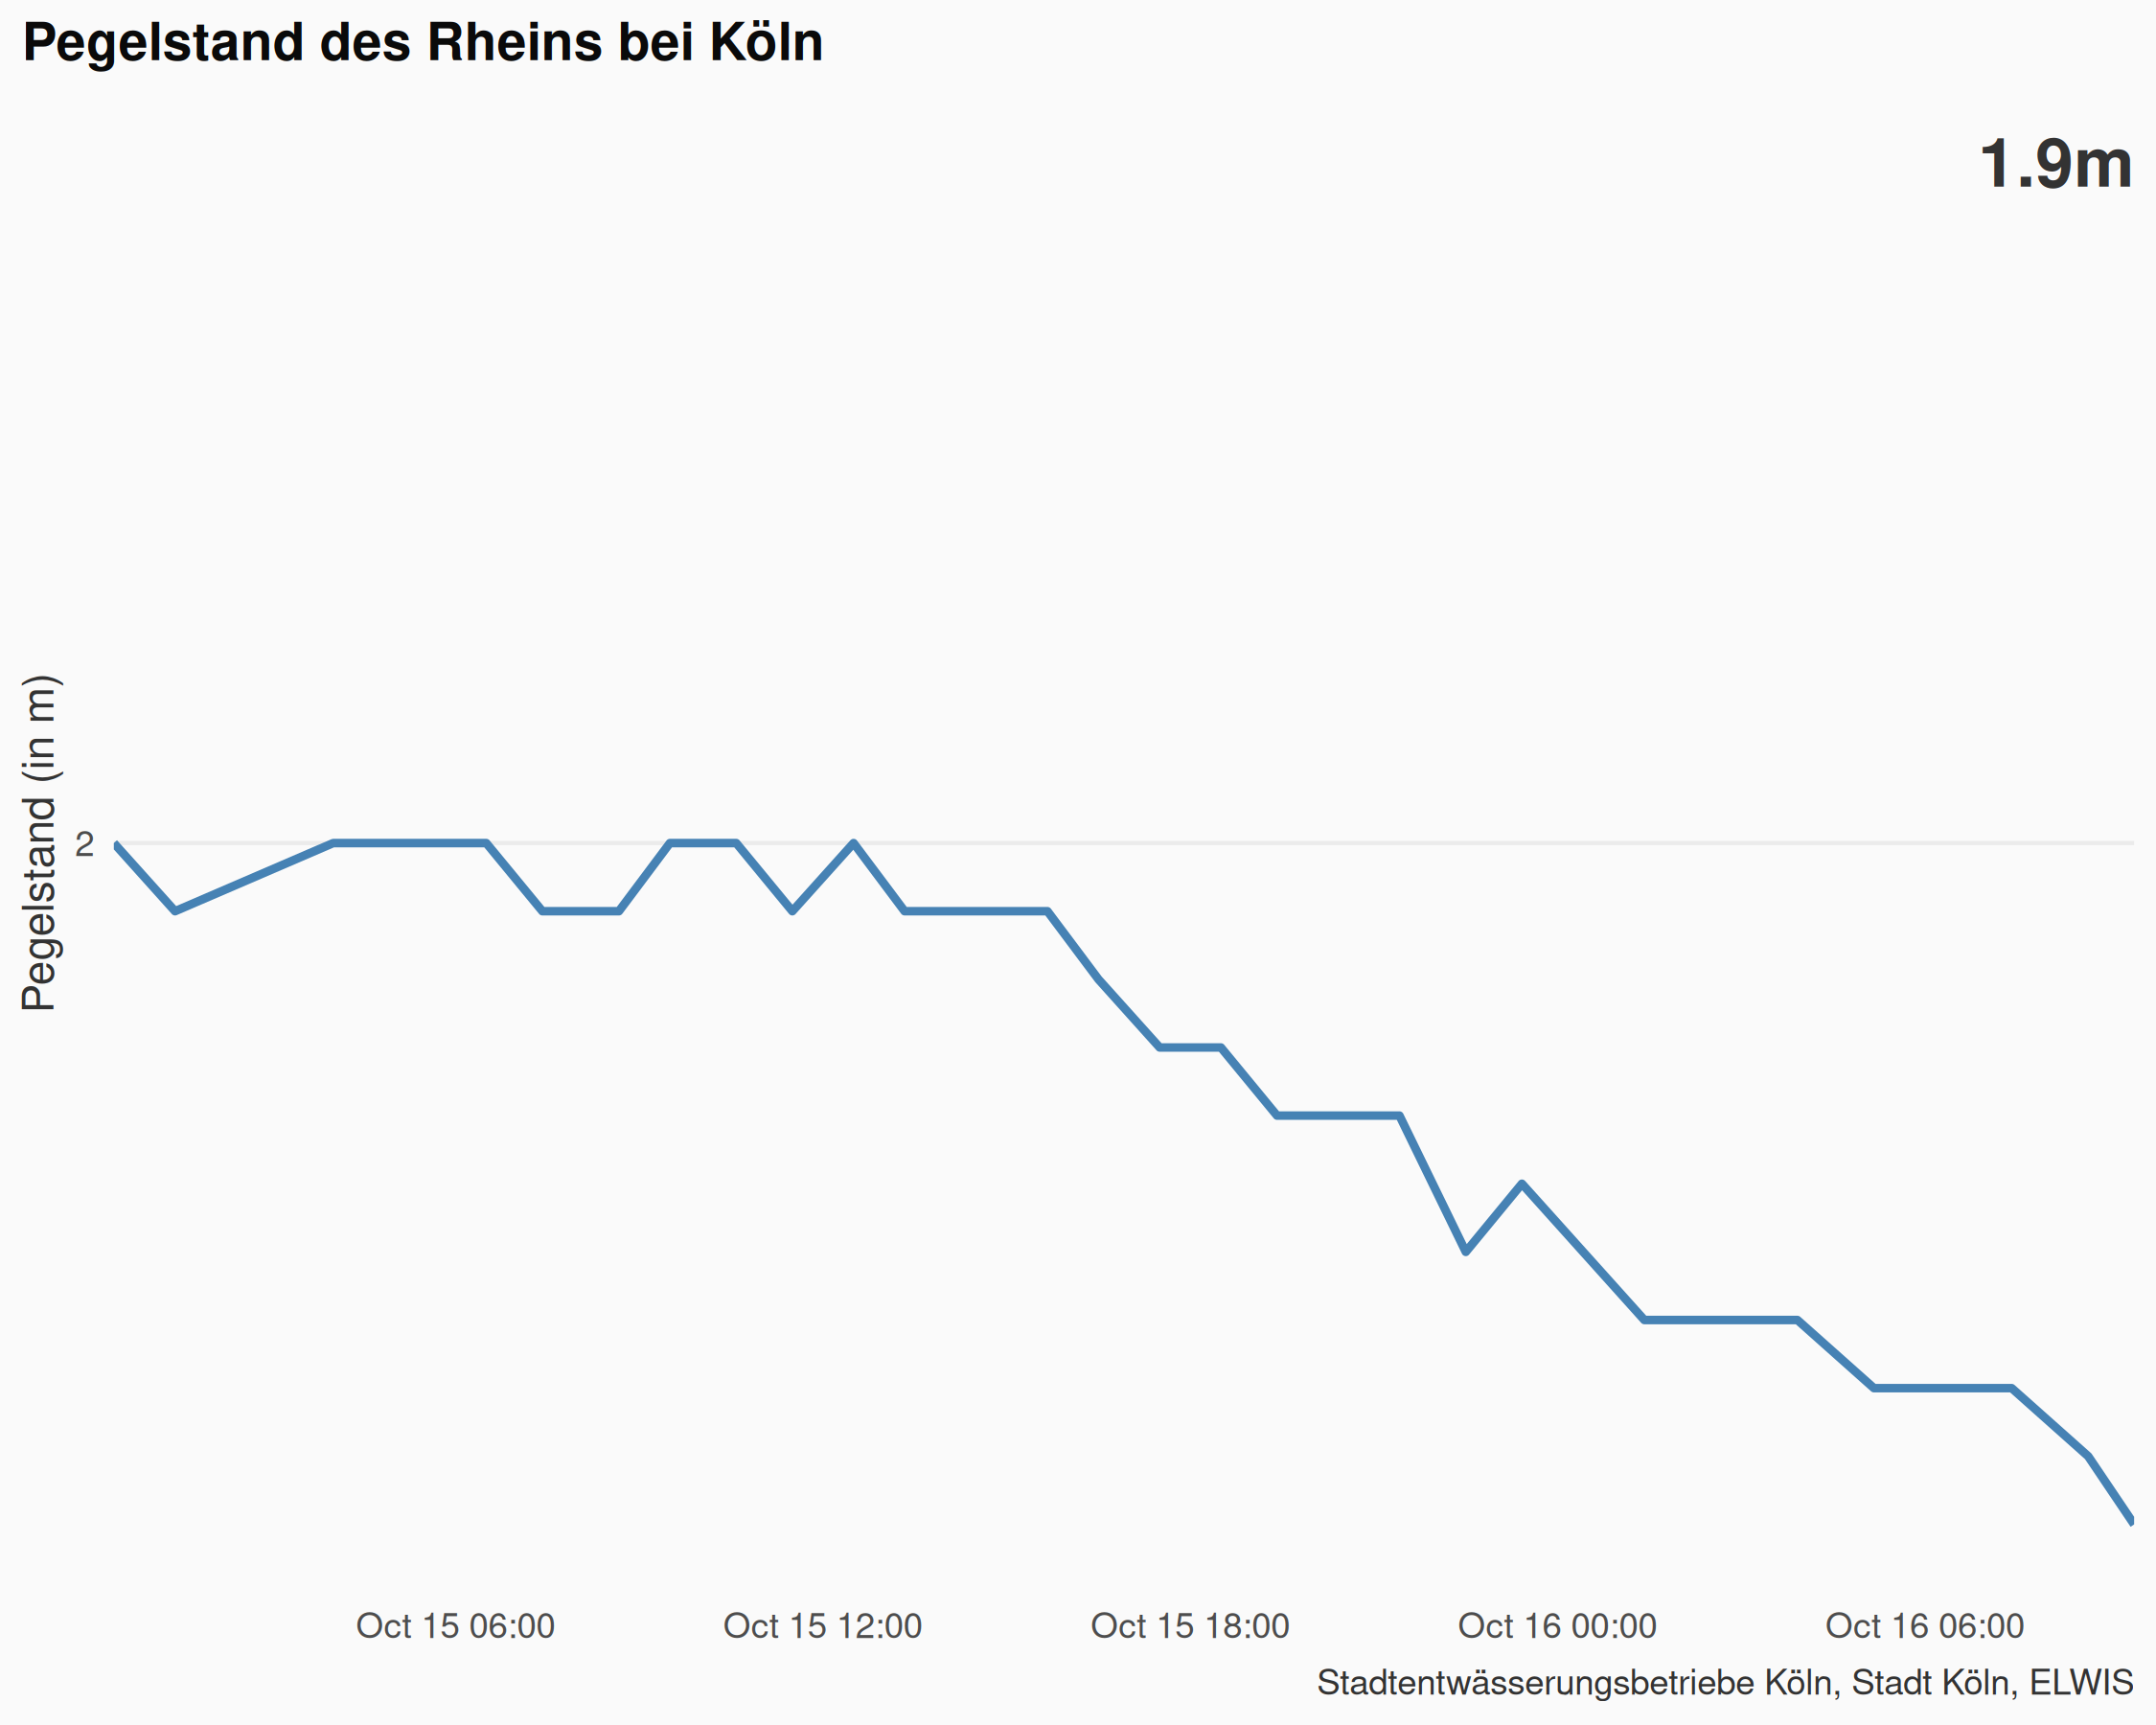 Pegelstand des Rheins bei Köln
1.9m
Pegelstand (in m)
2
Oct 15 06:00
Oct 15 12:00
Oct 15 18:00
Oct 16 00:00
Oct 16 06:00
Stadtentwässerungsbetriebe Köln, Stadt Köln, ELWIS